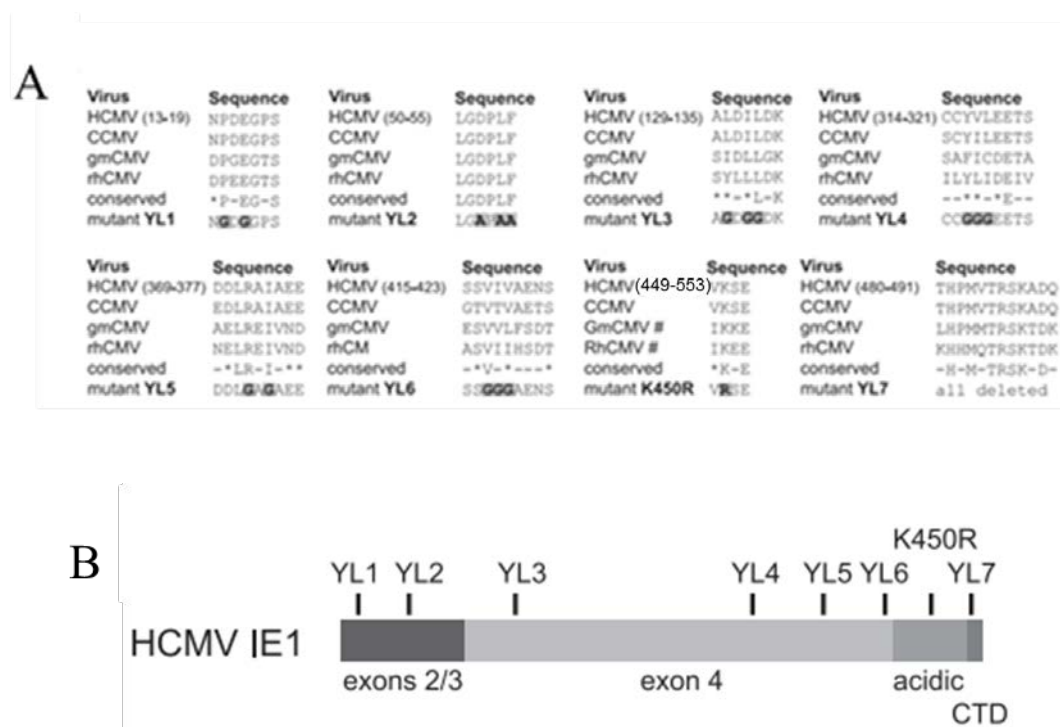 A
Virus Sequence
HCMV (13-19) NPDEGPS
CCMV NPDEGPS
gmCMV DPGEGTS
rhCMV DPEEGTS
conserved *P-EG-S
mutant YL1 NGDGGPS
Virus Sequence
HCMV (50-55) LGDPLF
CCMV LGDPLF
gmCMV LGDPLF
rhCMV LGDPLF
conserved LGDPLF
mutant YL2 LGAPAA
Virus Sequence
HCMV (129-135) ALDILDK
CCMV ALDILDK
gmCMV SIDLLGK
rhCMV SYLLLDK
conserved **-*L-K
mutant YL3 AGDGGDK
Virus Sequence
HCMV (314-321) CCYVLEETS
CCMV SCYILEETS
gmCMV SAFICDETA
rhCMV ILYLIDEIV
conserved --**-*E--
mutant YL4 CCGGGEETS
Virus Sequence
HCMV (369-377) DDLRAIAEE
CCMV EDLRAIAEE
gmCMV AELREIVND
rhCMV NELREIVND
conserved -*LR-I-**
mutant YL5 DDLGAGAEE
Virus Sequence
HCMV (415-423) SSVIVAENS
CCMV GTVTVAETS
gmCMV ESVVLFSDT
rhCM ASVIIHSDT
conserved -*V-*---*
mutant YL6 SSGGGAENS
Virus Sequence
HCMV(449-553) VKSE
CCMV VKSE
GmCMV # IKKE
RhCMV # IKEE
conserved *K-E
mutant K450R VRSE
Virus Sequence
HCMV (480-491) THPMVTRSKADQ
CCMV THPMVTRSKADQ
gmCMV LHPMMTRSKTDK
rhCMV KHHMQTRSKTDK
conserved -H-M-TRSK-D-
mutant YL7 all deleted
B
K450R
YL1 YL2 YL3 YL4 YL5 YL6 YL7
HCMV IE1
exons 2/3 exon 4 acidic
CTD